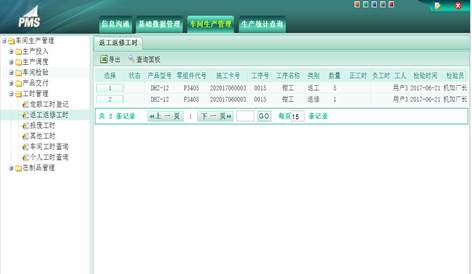 PMS
信息沟通 基础数据管理 车间生产管理 生产统计查询
车间生产管理
生产投入
生产调度
车间检验
产品交付
工时管理
定额工时登记
返工返修工时
报废工时
其他工时
车间工时查询
个人工时查询
在制品管理
返工返修工时
导出 查询面板
选择 状态 产品型号 零组件代号 施工卡号 工序号 工序名称 类别 数量 正工时 负工时 工人 检验时间 检验员
1 DHZ-12 P3405 202017060003 0015 钳工 返工 5 用户3 2017-06-21 机加厂长
2 DHZ-12 P3405 202017060003 0015 钳工 返修 1 用户3 2017-06-21 机加厂长
共 2 条记录 上一页 1 下一页 GO 每页 15 条记录